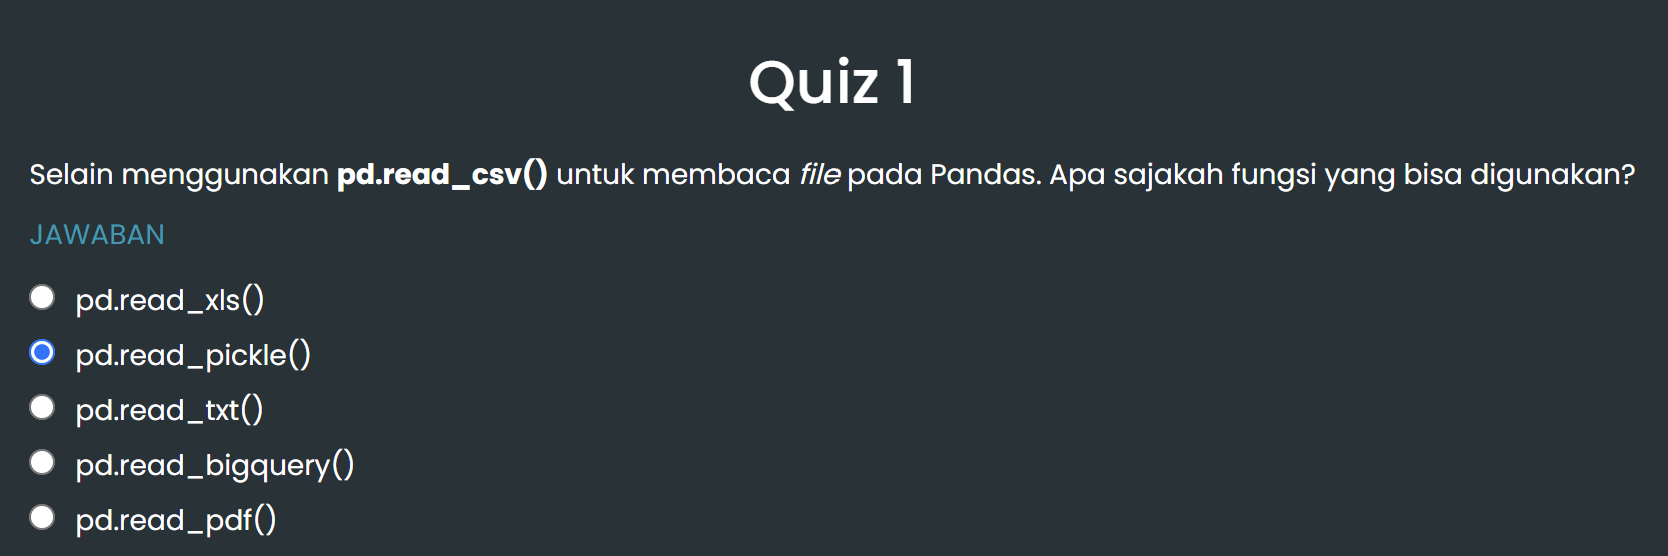 Quiz 1
Selain menggunakan pd.read_csv() untuk membaca file pada Pandas. Apa sajakah fungsi yang bisa digunakan?
JAWABAN
pd.read_xls()
pd.read_pickle()
pd.read_txt()
pd.read_bigquery()
pd.read_pdf()